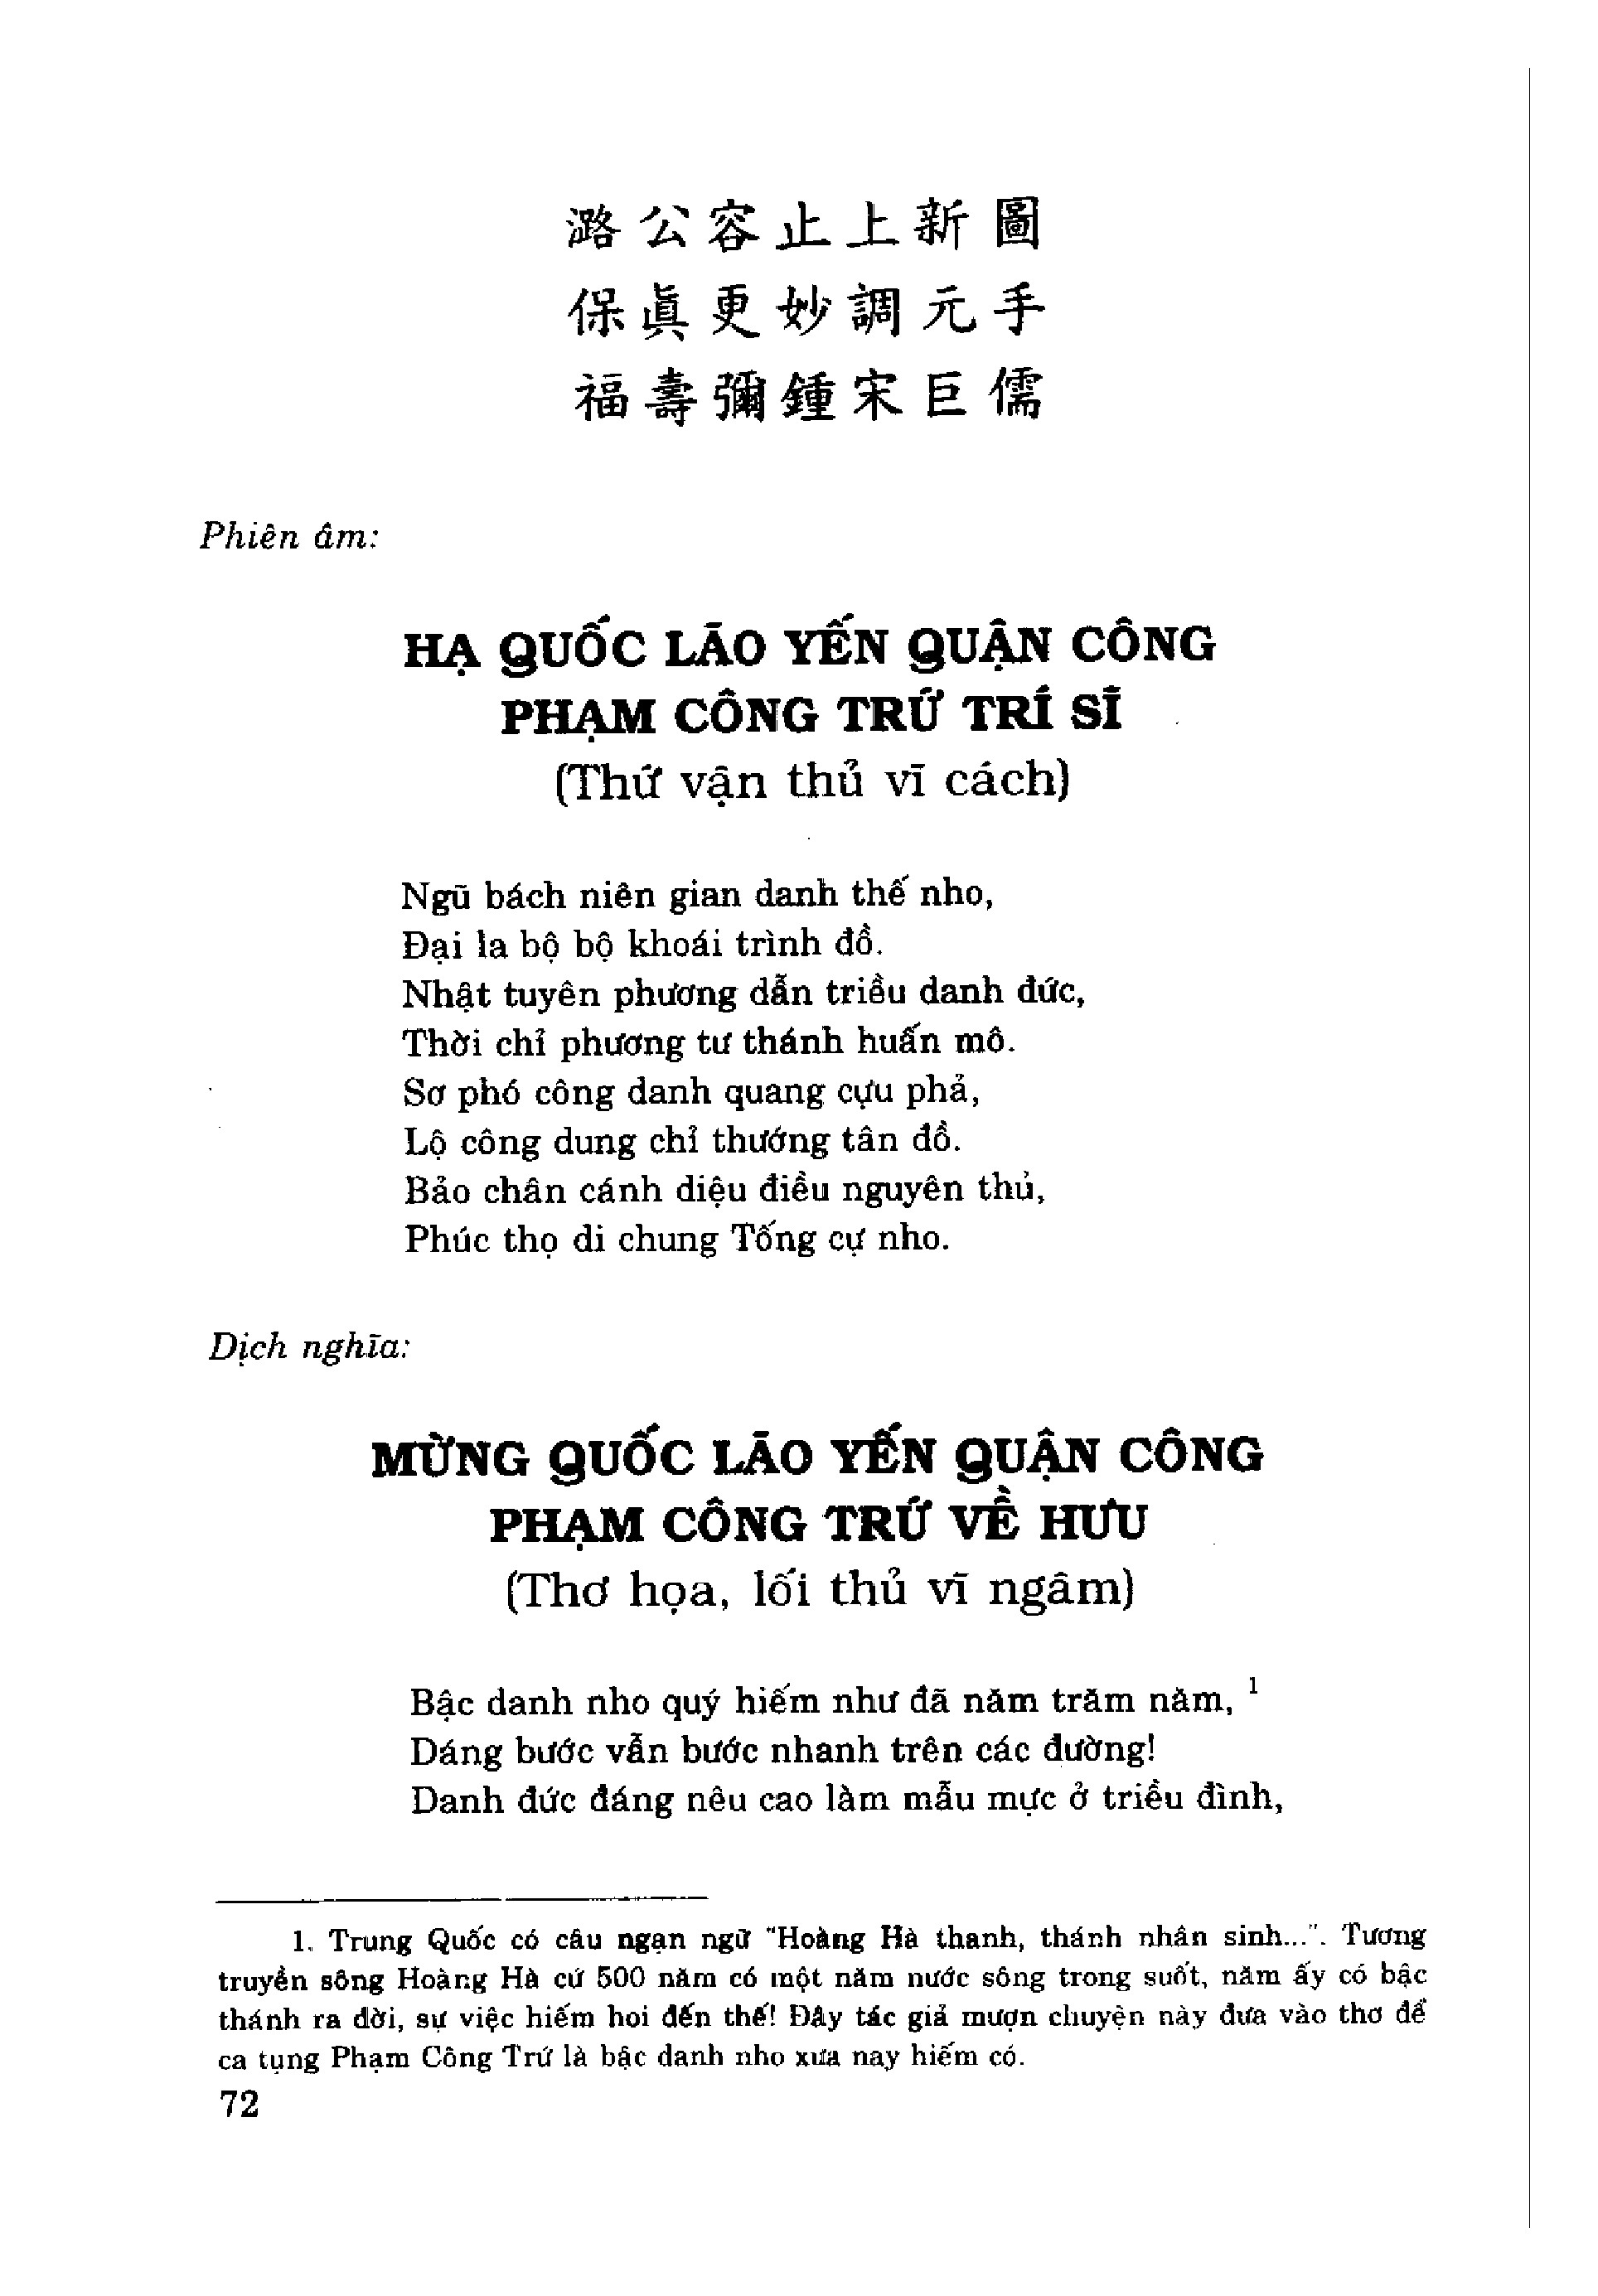 潞公容止上新圖
保眞更妙調元手
福壽彌鍾宋巨儒
Phiên âm:
HẠ QUỐC LÃO YẾN QUẬN CÔNG
PHẠM CÔNG TRỨ TRÍ SĨ
(Thứ vận thủ vĩ cách)
Ngũ bách niên gian danh thế nho,
Đại la bộ bộ khoái trình đồ.
Nhật tuyên phương dẫn triều danh đức,
Thời chỉ phương tư thánh huấn mô.
Sơ phó công danh quang cựu phả,
Lộ công dung chỉ thướng tân đồ.
Bảo chân cánh diệu điều nguyên thủ,
Phúc thọ di chung Tống cự nho.
Dịch nghĩa:
MỪNG QUỐC LÃO YẾN QUẬN CÔNG
PHẠM CÔNG TRỨ VỀ HƯU
(Thơ họa, lối thủ vĩ ngâm)
Bậc danh nho quý hiếm như đã năm trăm năm, 1
Dáng bước vẫn bước nhanh trên các đường!
Danh đức đáng nêu cao làm mẫu mực ở triều đình,
1. Trung Quốc có câu ngạn ngữ "Hoàng Hà thanh, thánh nhân sinh...". Tương
truyền sông Hoàng Hà cứ 500 năm có một năm nước sông trong suốt, năm ấy có bậc
thánh ra đời, sự việc hiếm hoi đến thế! Đây tác giả mượn chuyện này đưa vào thơ để
ca tụng Phạm Công Trứ là bậc danh nho xưa nay hiếm có.
72